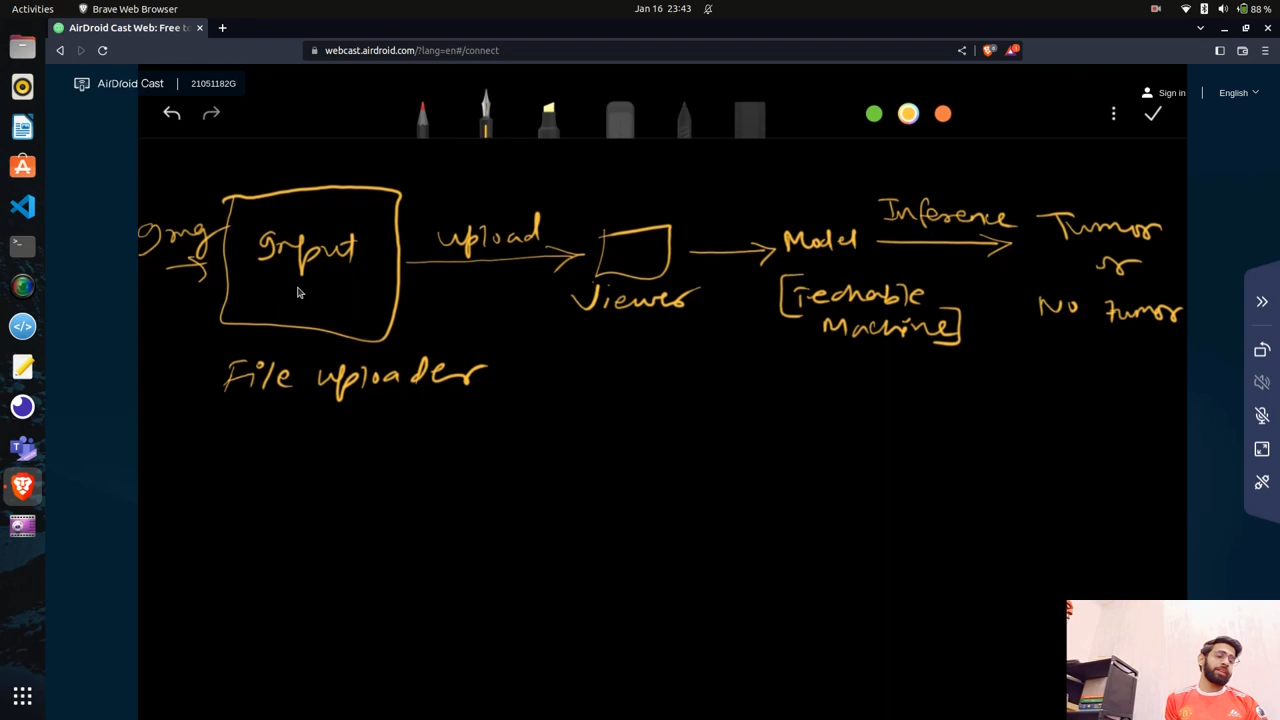 Activities
Brave Web Browser
Jan 16 23:43
88 %
AirDroid Cast Web: Free to
webcast.airdroid.com/?lang=en#/connect
AirDroid Cast
21051182G
Sign in
English
Img
Input
upload
Viewer
Model
[Techable
Machine]
Inference
Tumor
or
No Tumor
File uploader